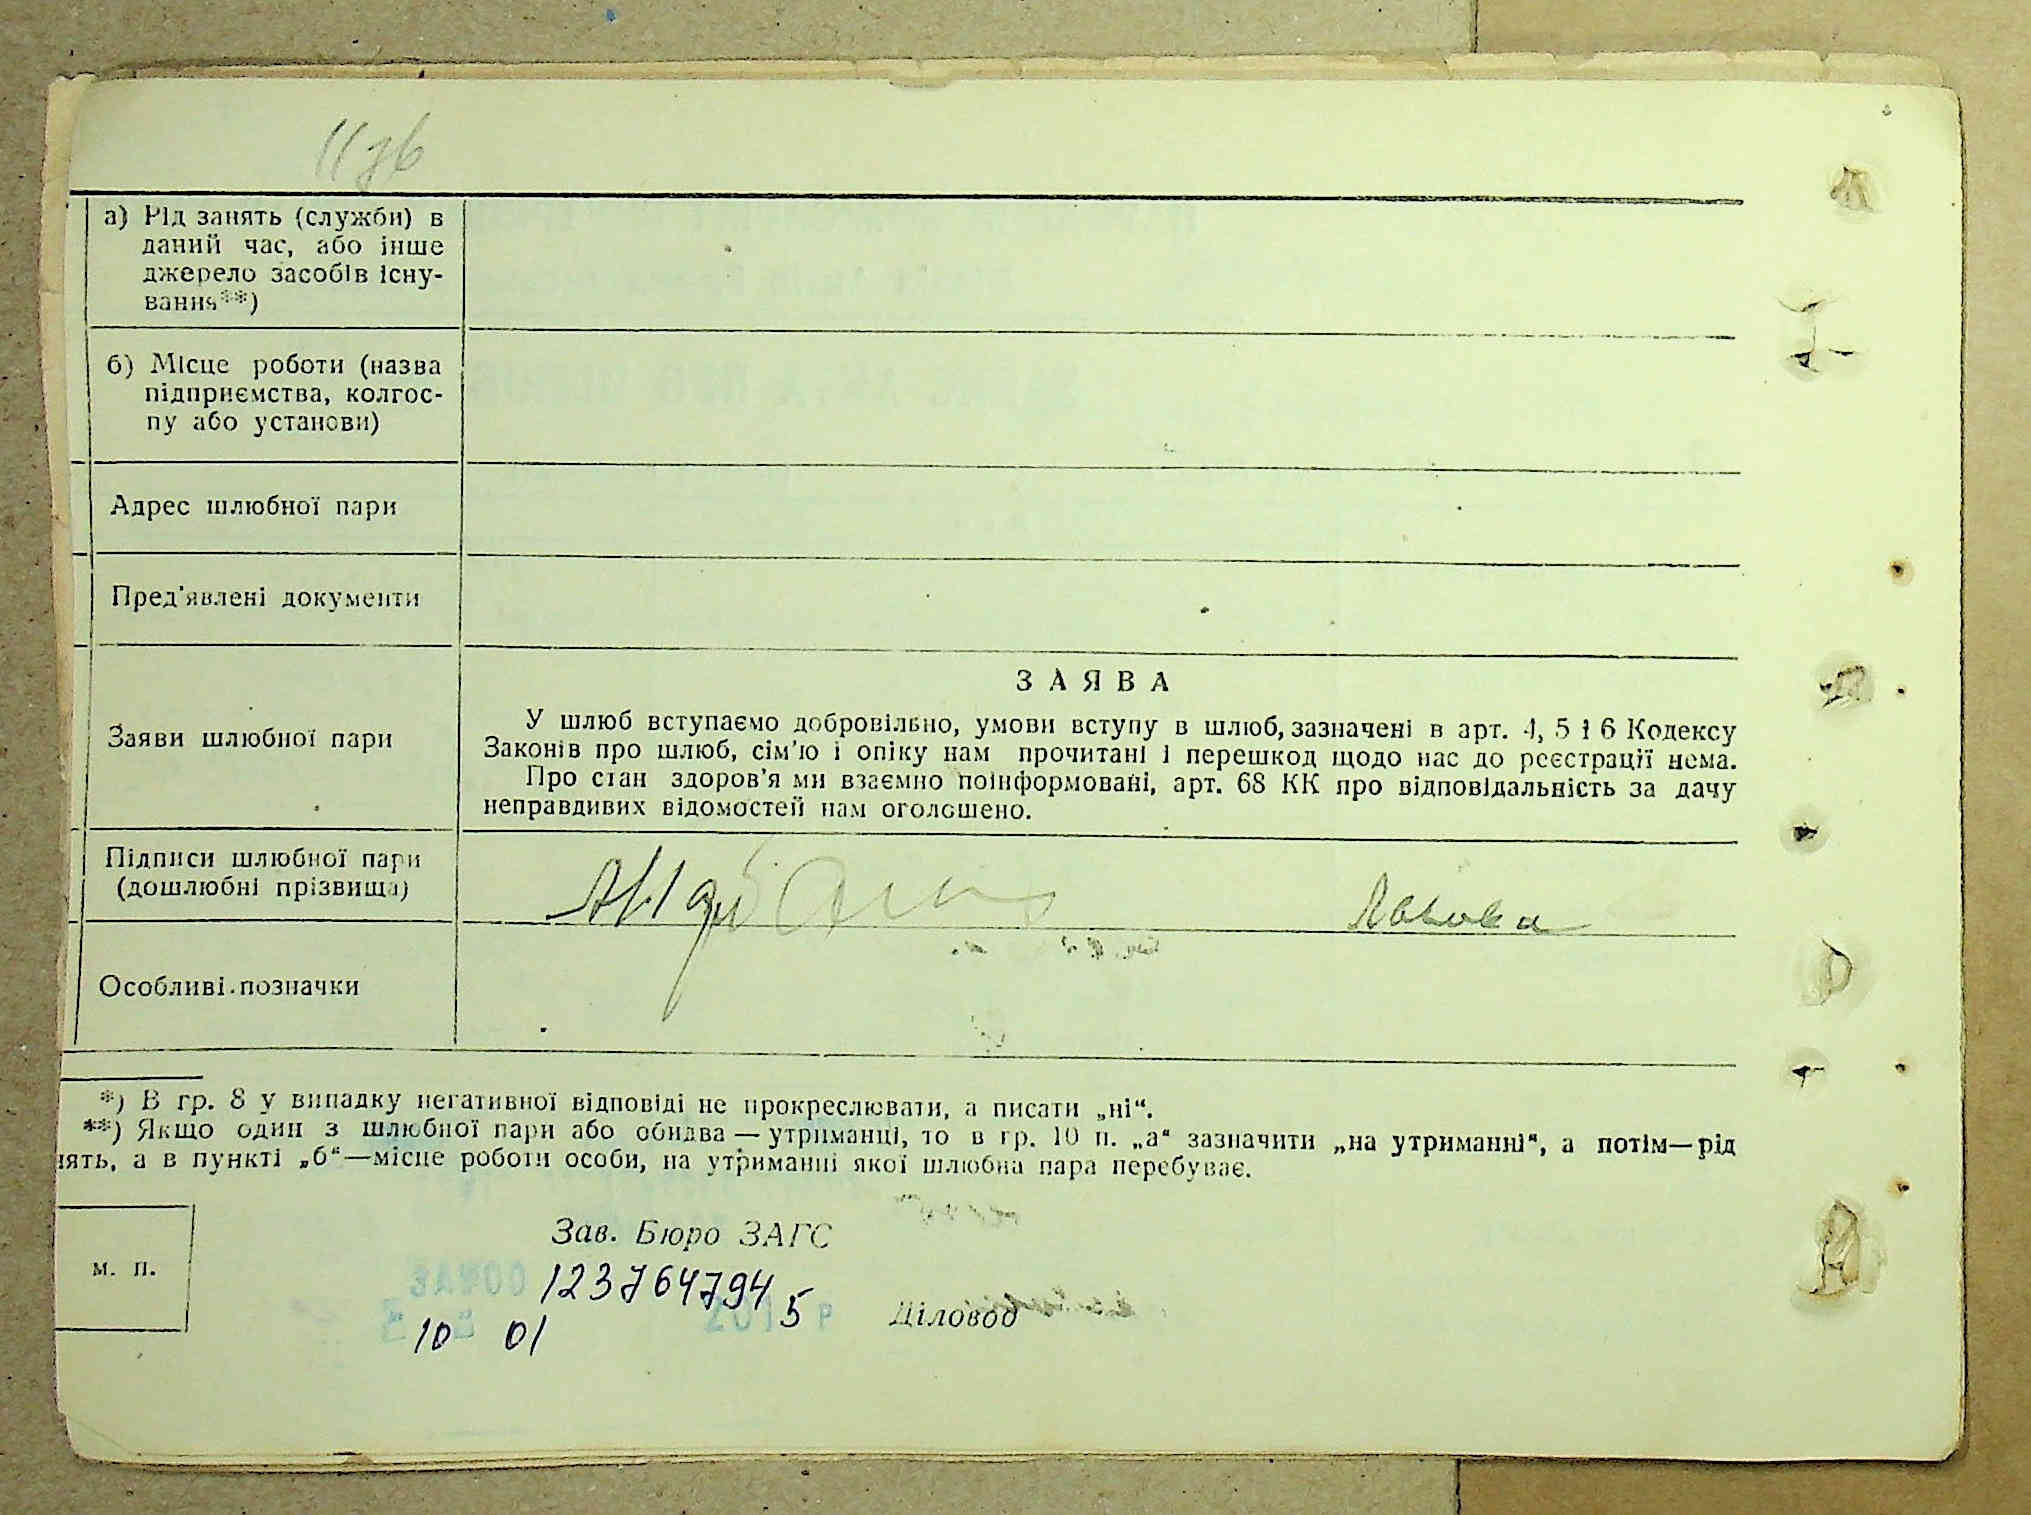 11зв
а) Рід занять (служби) в
даний час, або інше
джерело засобів існу-
вання**)
б) Місце роботи (назва
підприємства, колгос-
пу або установи)
Адрес шлюбної пари
Пред'явлені документи
Заяви шлюбної пари
ЗАЯВА
У шлюб вступаємо добровільно, умови вступу в шлюб, зазначені в арт. 4, 5 і 6 Кодексу
Законів про шлюб, сім'ю і опіку нам прочитані і перешкод щодо нас до реєстрації нема.
Про стан здоров'я ми взаємно поінформовані, арт. 68 КК про відповідальність за дачу
неправдивих відомостей нам оголошено.
Підписи шлюбної пари
(дошлюбні прізвища)
Особливі позначки
*) В гр. 8 у випадку негативної відповіді не прокреслювати, а писати „ні“.
**) Якщо один з шлюбної пари або обидва — утриманці, то в гр. 10 п. „а“ зазначити „на утриманні“, а потім—рід
нять, а в пункті „б“—місце роботи особи, на утриманні якої шлюбна пара перебуває.
м. п.
Зав. Бюро ЗАГС
1237647945
10 01
Діловод